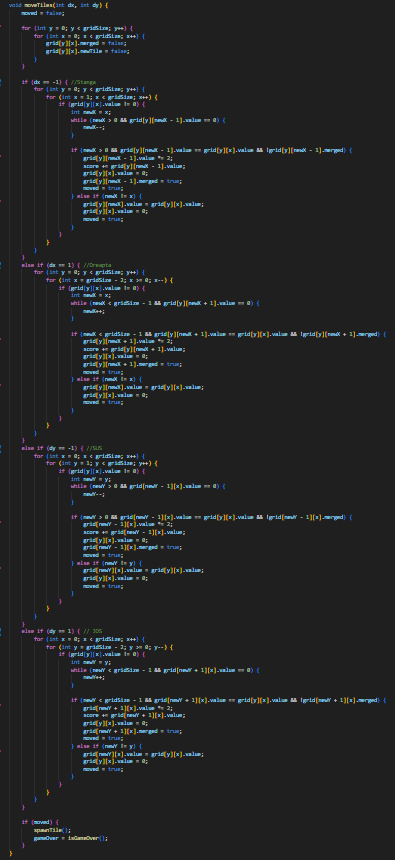 void moveTiles(int dx, int dy) {
moved = false;
for (int y = 0; y < gridSize; y++) {
for (int x = 0; x < gridSize; x++) {
grid[y][x].merged = false;
grid[y][x].newTile = false;
}
}
if (dx == -1) { //Stanga
for (int y = 0; y < gridSize; y++) {
for (int x = 1; x < gridSize; x++) {
if (grid[y][x].value != 0) {
int newX = x;
while (newX > 0 && grid[y][newX - 1].value == 0) {
newX--;
}
if (newX > 0 && grid[y][newX - 1].value == grid[y][x].value && !grid[y][newX - 1].merged) {
grid[y][newX - 1].value *= 2;
score += grid[y][newX - 1].value;
grid[y][x].value = 0;
grid[y][newX - 1].merged = true;
moved = true;
} else if (newX != x) {
grid[y][newX].value = grid[y][x].value;
grid[y][x].value = 0;
moved = true;
}
}
}
}
}
else if (dx == 1) { //Dreapta
for (int y = 0; y < gridSize; y++) {
for (int x = gridSize - 2; x >= 0; x--) {
if (grid[y][x].value != 0) {
int newX = x;
while (newX < gridSize - 1 && grid[y][newX + 1].value == 0) {
newX++;
}
if (newX < gridSize - 1 && grid[y][newX + 1].value == grid[y][x].value && !grid[y][newX + 1].merged) {
grid[y][newX + 1].value *= 2;
score += grid[y][newX + 1].value;
grid[y][x].value = 0;
grid[y][newX + 1].merged = true;
moved = true;
} else if (newX != x) {
grid[y][newX].value = grid[y][x].value;
grid[y][x].value = 0;
moved = true;
}
}
}
}
}
else if (dy == -1) { //SUS
for (int x = 0; x < gridSize; x++) {
for (int y = 1; y < gridSize; y++) {
if (grid[y][x].value != 0) {
int newY = y;
while (newY > 0 && grid[newY - 1][x].value == 0) {
newY--;
}
if (newY > 0 && grid[newY - 1][x].value == grid[y][x].value && !grid[newY - 1][x].merged) {
grid[newY - 1][x].value *= 2;
score += grid[newY - 1][x].value;
grid[y][x].value = 0;
grid[newY - 1][x].merged = true;
moved = true;
} else if (newY != y) {
grid[newY][x].value = grid[y][x].value;
grid[y][x].value = 0;
moved = true;
}
}
}
}
}
else if (dy == 1) { // JOS
for (int x = 0; x < gridSize; x++) {
for (int y = gridSize - 2; y >= 0; y--) {
if (grid[y][x].value != 0) {
int newY = y;
while (newY < gridSize - 1 && grid[newY + 1][x].value == 0) {
newY++;
}
if (newY < gridSize - 1 && grid[newY + 1][x].value == grid[y][x].value && !grid[newY + 1][x].merged) {
grid[newY + 1][x].value *= 2;
score += grid[newY + 1][x].value;
grid[y][x].value = 0;
grid[newY + 1][x].merged = true;
moved = true;
} else if (newY != y) {
grid[newY][x].value = grid[y][x].value;
grid[y][x].value = 0;
moved = true;
}
}
}
}
}
if (moved) {
spawnTile();
gameOver = isGameOver();
}
}